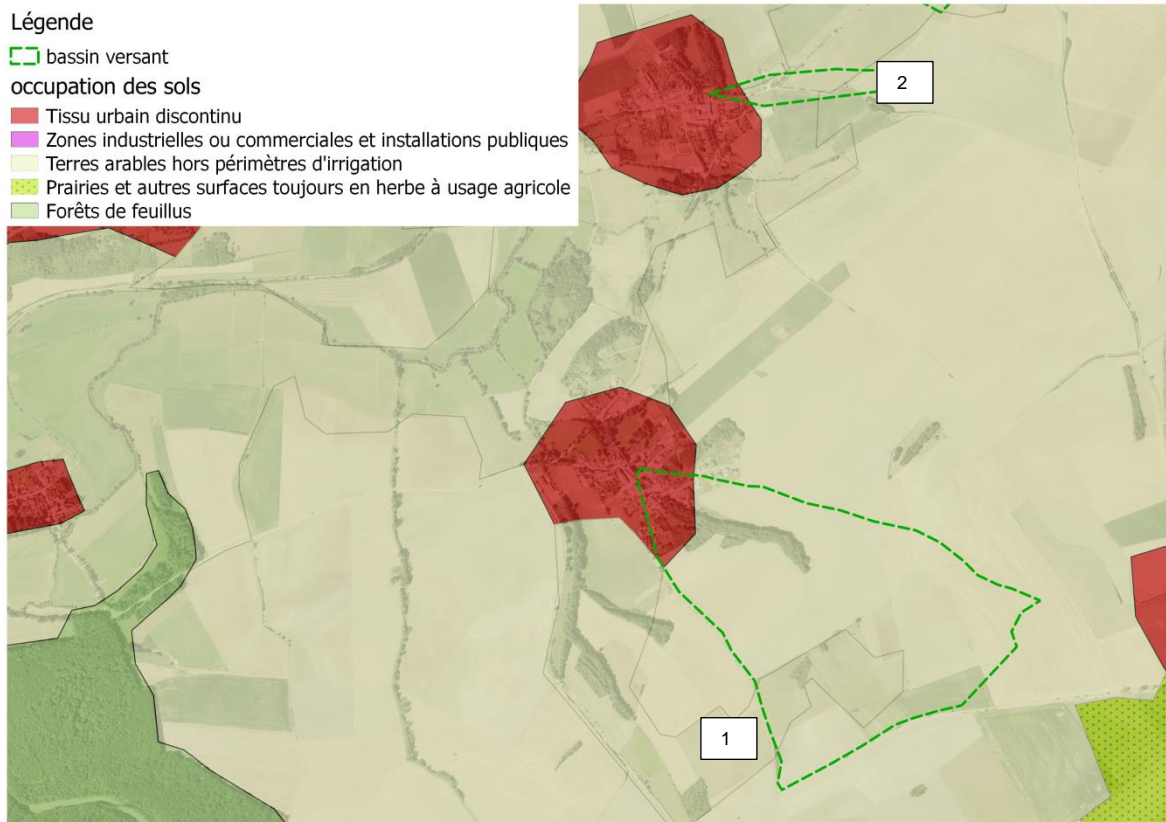 Légende
bassin versant
occupation des sols
Tissu urbain discontinu
Zones industrielles ou commerciales et installations publiques
Terres arables hors périmètres d'irrigation
Prairies et autres surfaces toujours en herbe à usage agricole
Forêts de feuillus
2
1